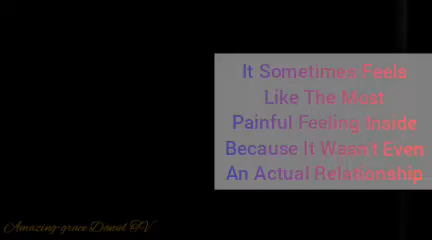 It Sometimes Feels
Like The Most
Painful Feeling Inside
Because It Wasn't Even
An Actual Relationship
Amazing-grace Daniel TV